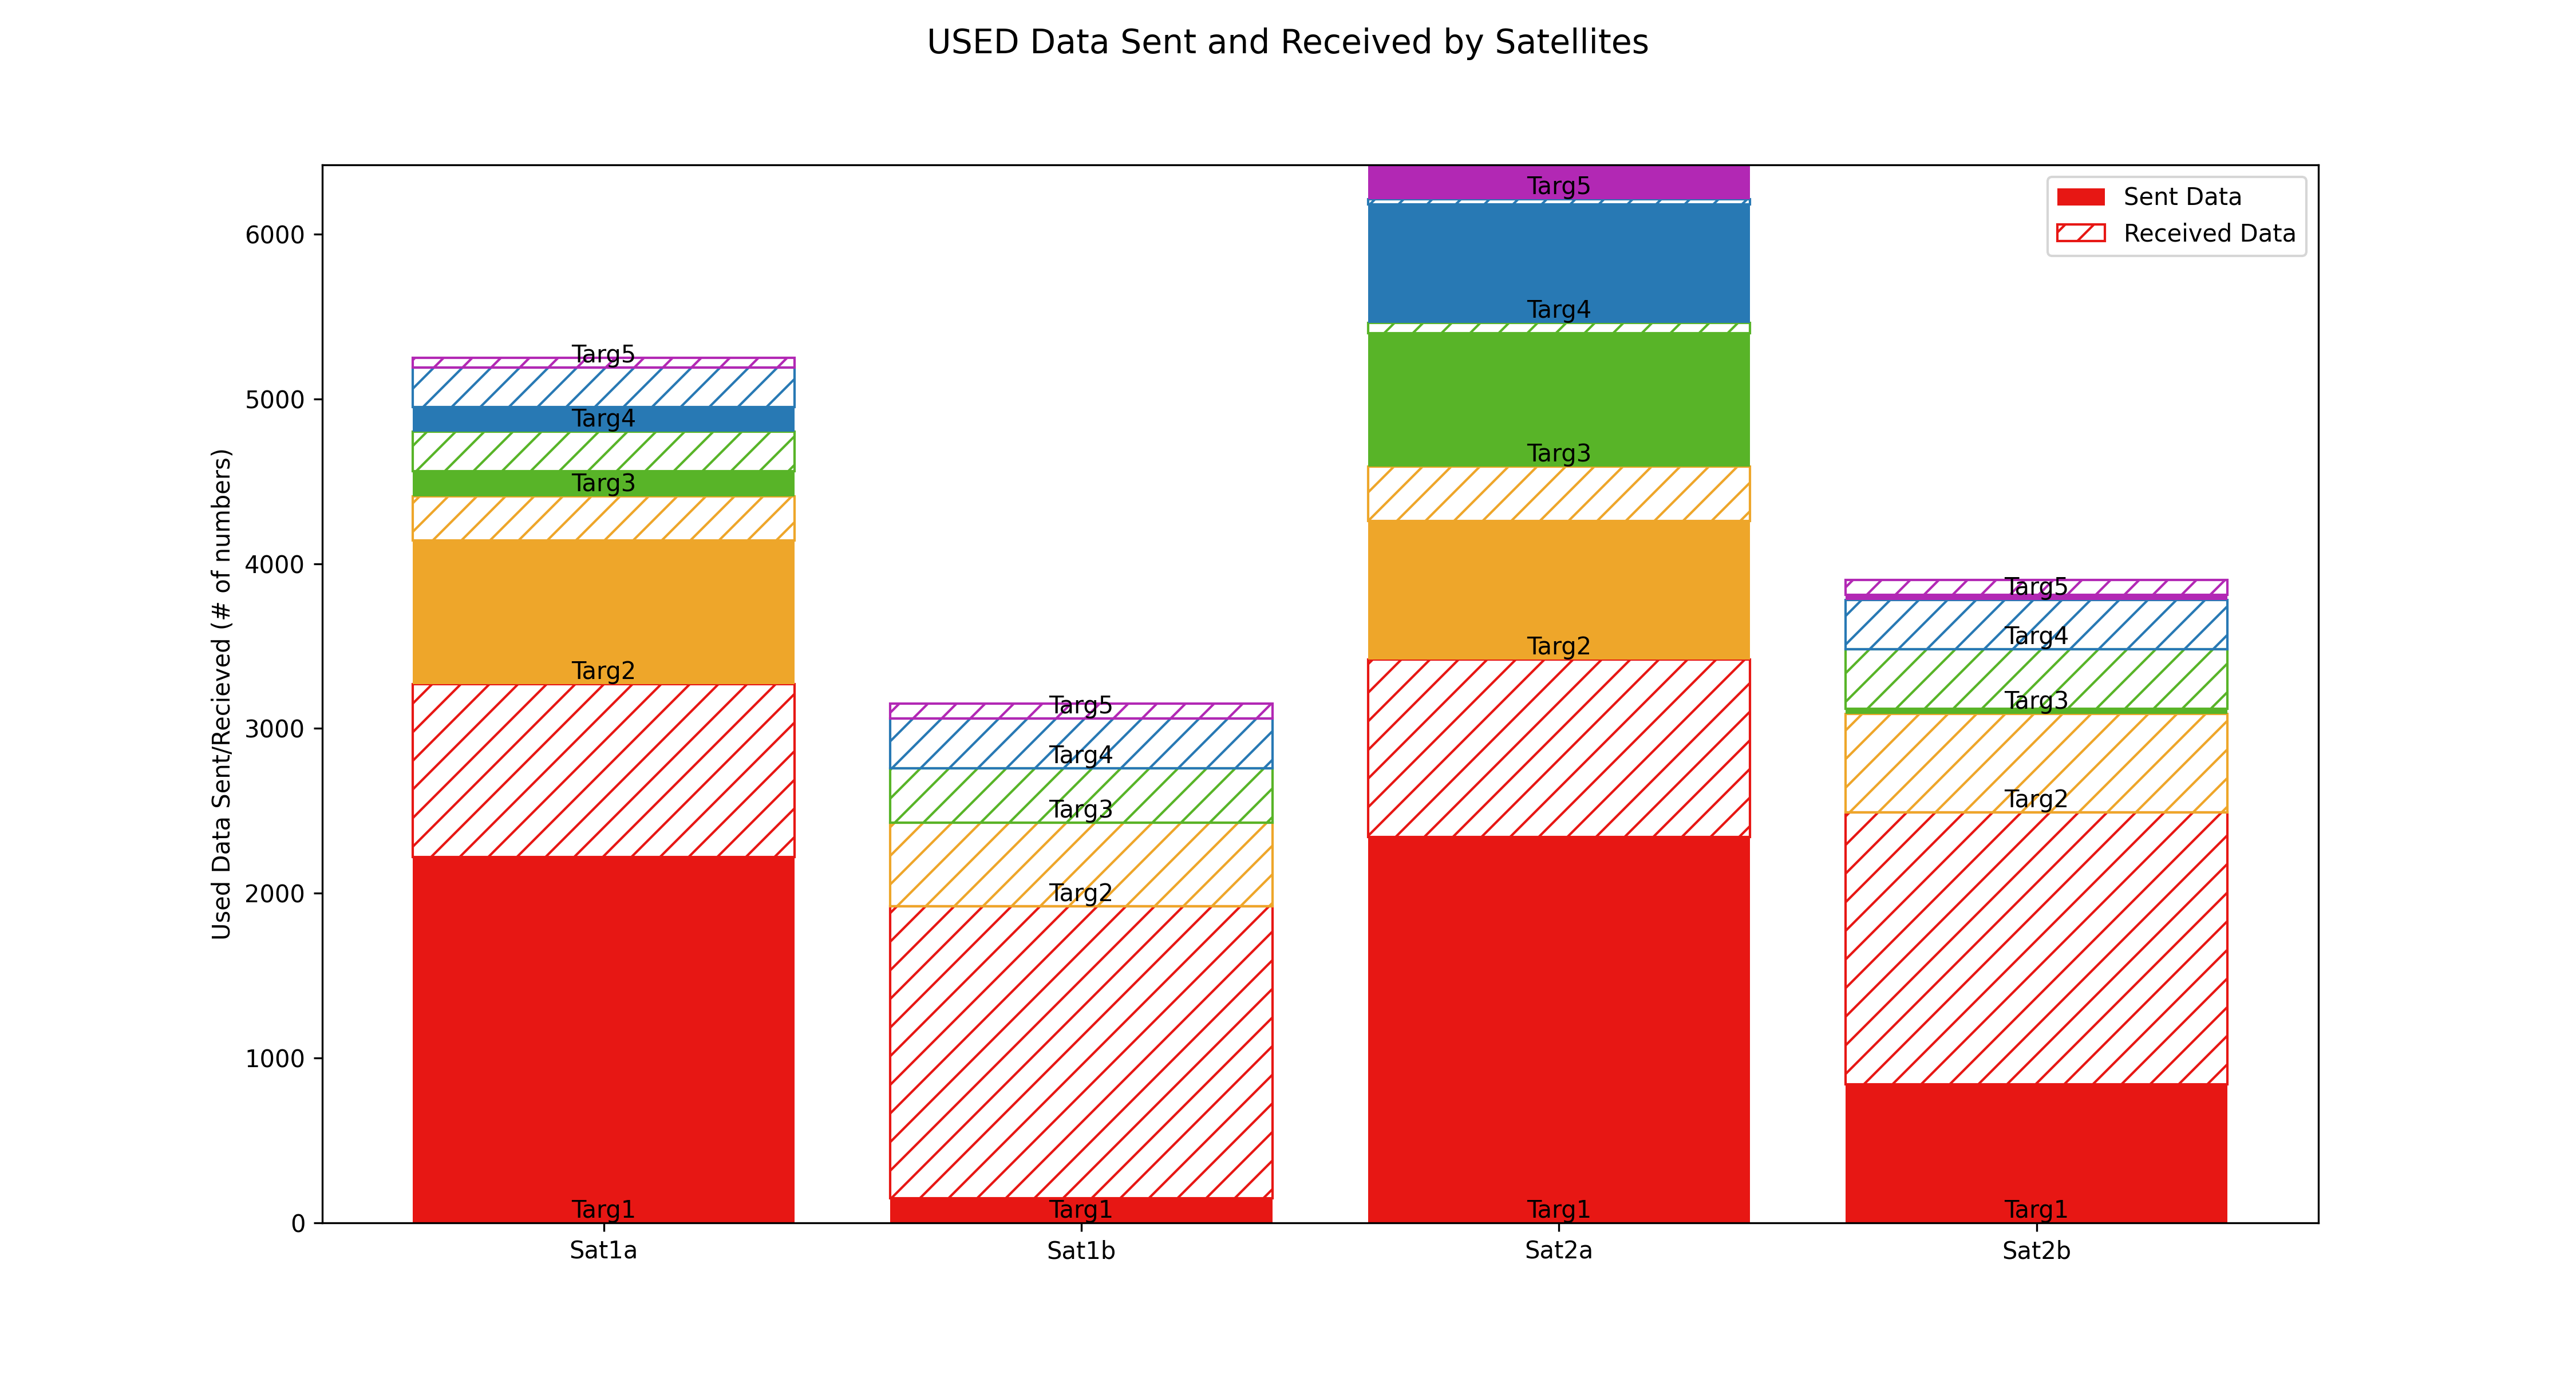 USED Data Sent and Received by Satellites
Used Data Sent/Recieved (# of numbers)
6000
5000
4000
3000
2000
1000
0
Sent Data
Received Data
Targ5
Targ4
Targ3
Targ2
Targ1
Targ5
Targ4
Targ3
Targ2
Targ1
Targ5
Targ4
Targ3
Targ2
Targ1
Targ5
Targ4
Targ3
Targ2
Targ1
Sat1a
Sat1b
Sat2a
Sat2b